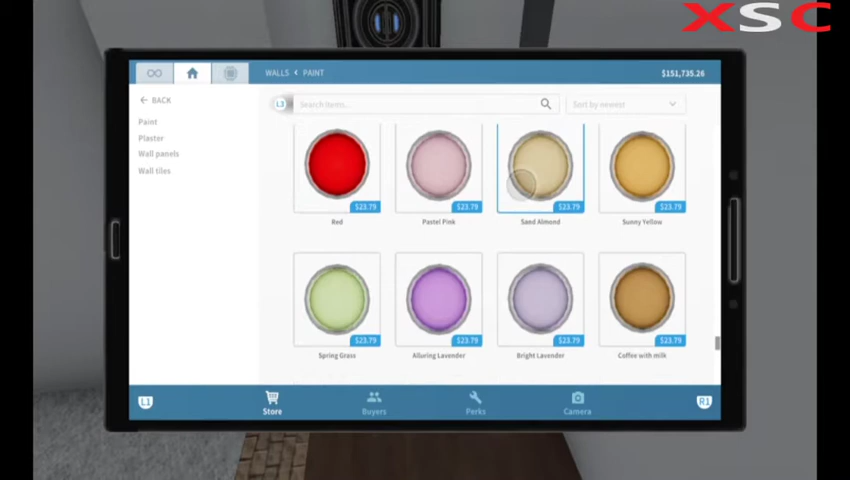 XSC
WALLS < PAINT
$151,735.26
BACK
L3
Search items...
Sort by newest
Paint
Plaster
Wall panels
Wall tiles
$23.79
$23.79
$23.79
$23.79
Red
Pastel Pink
Sand Almond
Sunny Yellow
$23.79
$23.79
$23.79
$23.79
Spring Grass
Alluring Lavender
Bright Lavender
Coffee with milk
L1
Store
Buyers
Perks
Camera
R1